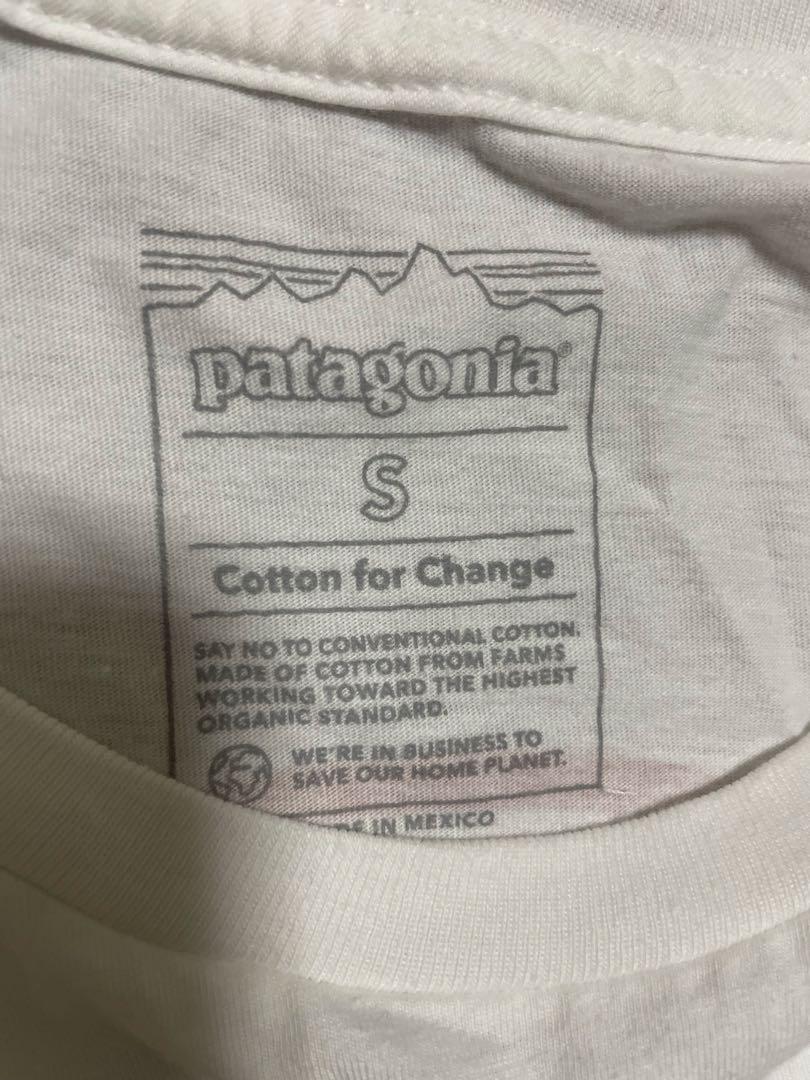 patagonia®
S
Cotton for Change
SAY NO TO CONVENTIONAL COTTON.
MADE OF COTTON FROM FARMS
WORKING TOWARD THE HIGHEST
ORGANIC STANDARD.
WE'RE IN BUSINESS TO
SAVE OUR HOME PLANET.
IN MEXICO